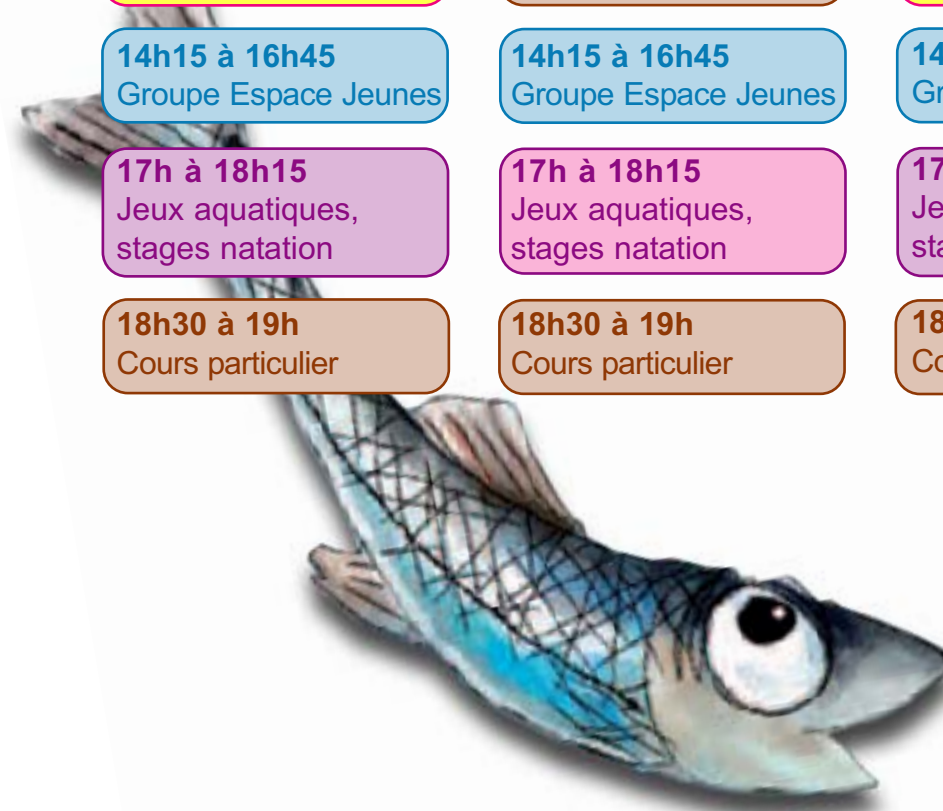 14h15 à 16h45
Groupe Espace Jeunes
17h à 18h15
Jeux aquatiques,
stages natation
18h30 à 19h
Cours particulier
14h15 à 16h45
Groupe Espace Jeunes
17h à 18h15
Jeux aquatiques,
stages natation
18h30 à 19h
Cours particulier